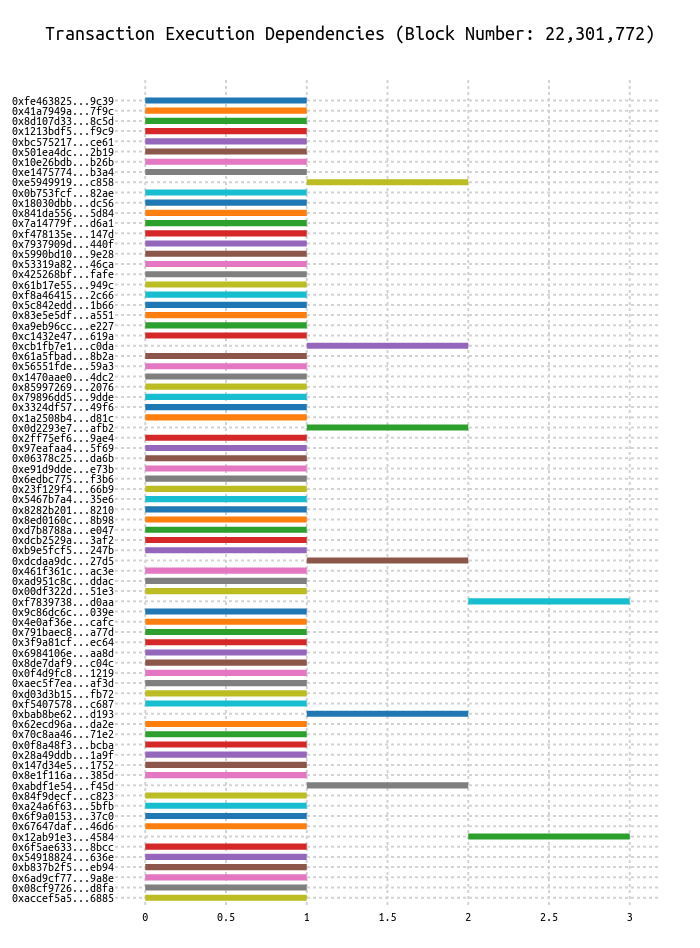 Transaction Execution Dependencies (Block Number: 22,301,772)
0xfe463825...9c39
0x41a7949a...7f9c
0x8d107d33...8c5d
0x1213bdf5...f9c9
0xbc575217...ce61
0x501ea4dc...2b19
0x10e26bdb...b26b
0xe1475774...b3a4
0xe5949919...c858
0x0b753fcf...82ae
0x18030dbb...dc56
0x841da556...5d84
0x7a14779f...d6a1
0xf478135e...147d
0x7937909d...440f
0x5990bd10...9e28
0x53319a82...46ca
0x425268bf...fafe
0x61b17e55...949c
0xf8a46415...2c66
0x5c842edd...1b66
0x83e5e5df...a551
0xa9eb96cc...e227
0xc1432e47...619a
0xcb1fb7e1...c0da
0x61a5fbad...8b2a
0x56551fde...59a3
0x1470aae0...4dc2
0x85997269...2076
0x79896dd5...9dde
0x3324df57...49f6
0x1a2508b4...d81c
0x0d2293e7...afb2
0x2ff75ef6...9ae4
0x97eafaa4...5f69
0x06378c25...da6b
0xe91d9dde...e73b
0x6edbc775...f3b6
0x23f129f4...66b9
0x5467b7a4...35e6
0x8282b201...8210
0x8ed0160c...8b98
0xd7b8788a...e047
0xdcb2529a...3af2
0xb9e5fcf5...247b
0xdcdaa9dc...27d5
0x461f361c...ac3e
0xad951c8c...ddac
0x00df322d...51e3
0xf7839738...d0aa
0x9c86dc6c...039e
0x4e0af36e...cafc
0x791baec8...a77d
0x3f9a81cf...ec64
0x6984106e...aa8d
0x8de7daf9...c04c
0x0f4d9fc8...1219
0xaec5f7ea...af3d
0xd03d3b15...fb72
0xf5407578...c687
0xbab8be62...d193
0x62ecd96a...da2e
0x70c8aa46...71e2
0x0f8a48f3...bcba
0x28a49ddb...1a9f
0x147d34e5...1752
0x8e1f116a...385d
0xabdf1e54...f45d
0x84f9decf...c823
0xa24a6f63...5bfb
0x6f9a0153...37c0
0x67647daf...46d6
0x12ab91e3...4584
0x6f5ae633...8bcc
0x54918824...636e
0xb837b2f5...eb94
0x6ad9cf77...9a8e
0x08cf9726...d8fa
0xaccef5a5...6885
0 0.5 1 1.5 2 2.5 3